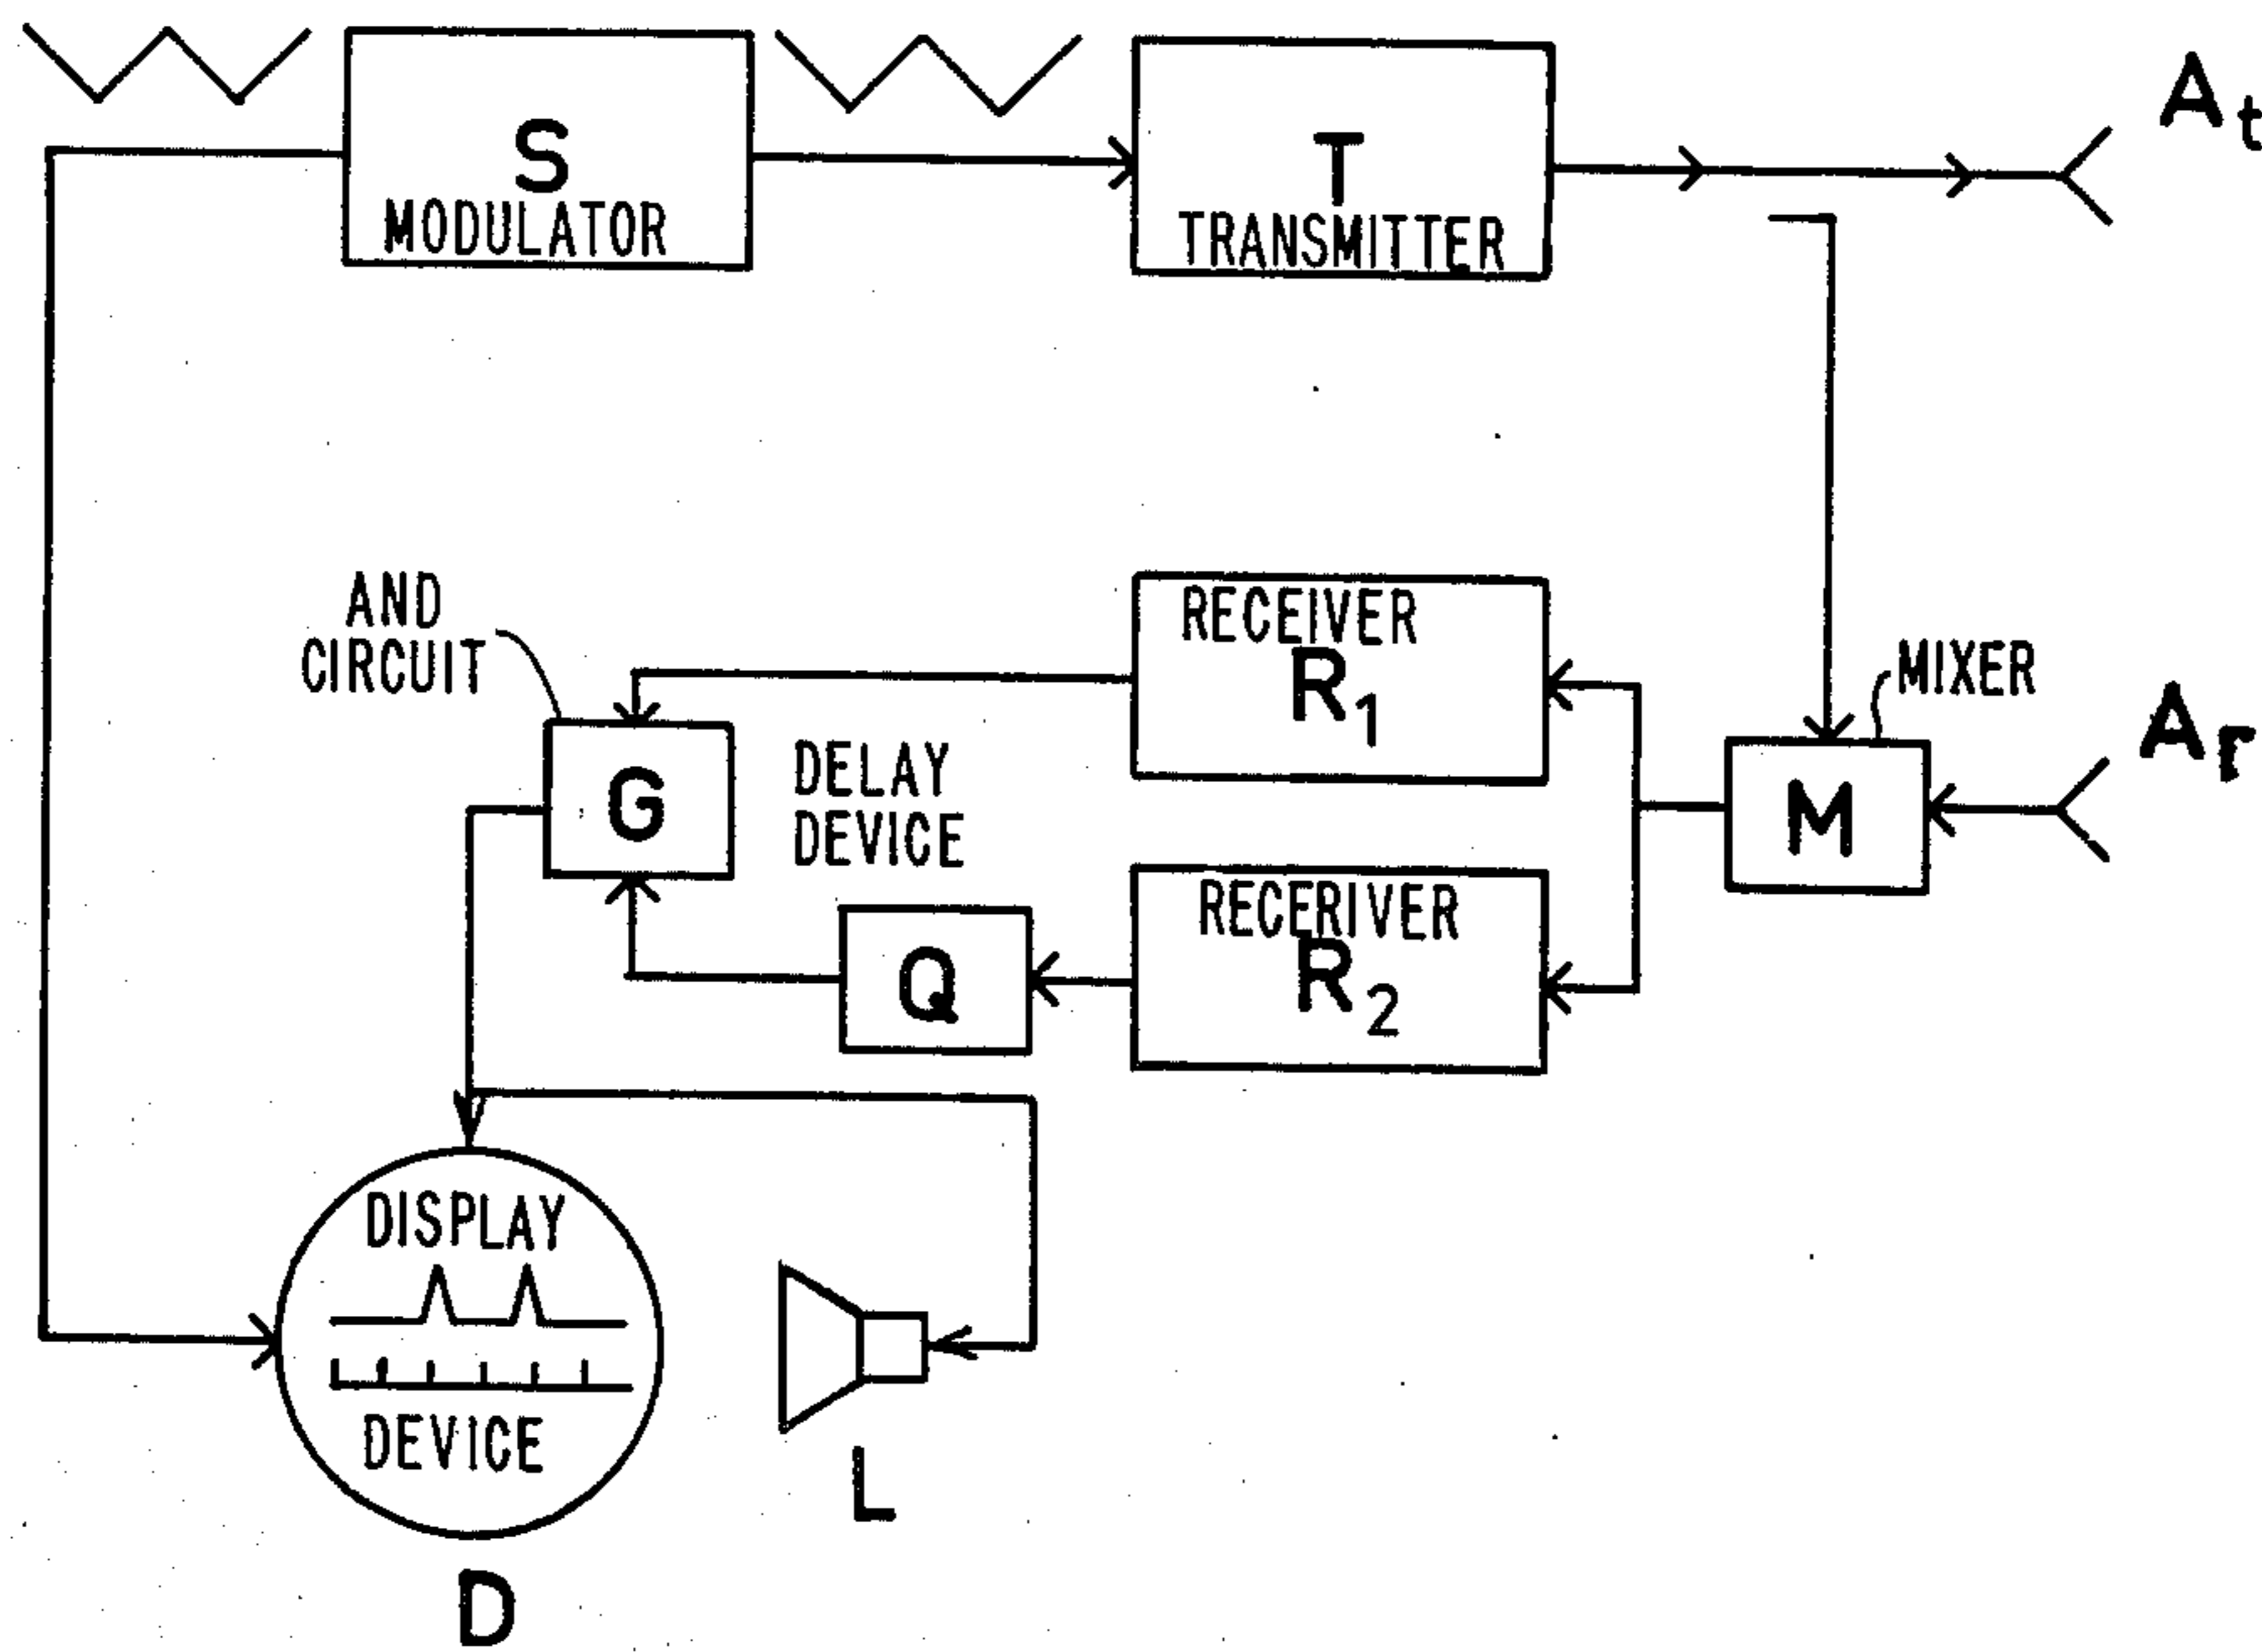 S
MODULATOR
T
TRANSMITTER
At
AND
CIRCUIT
RECEIVER
R1
MIXER
Ar
G
DELAY
DEVICE
M
RECERIVER
R2
Q
DISPLAY
DEVICE
L
D